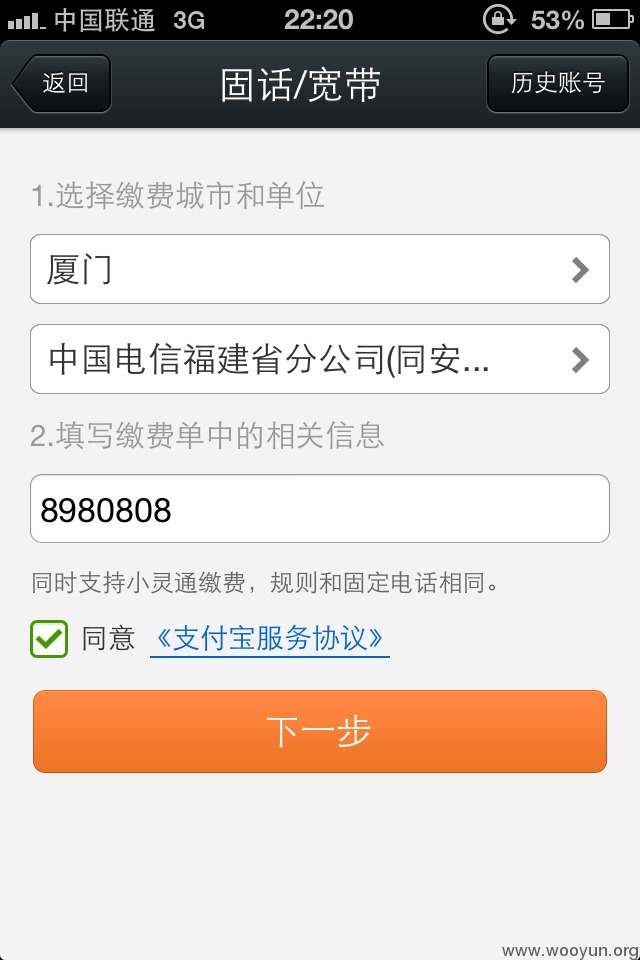 中国联通 3G 22:20 53%
返回 固话/宽带 历史账号
1.选择缴费城市和单位
厦门
中国电信福建省分公司(同安...
2.填写缴费单中的相关信息
8980808
同时支持小灵通缴费，规则和固定电话相同。
同意 《支付宝服务协议》
下一步
www.wooyun.org